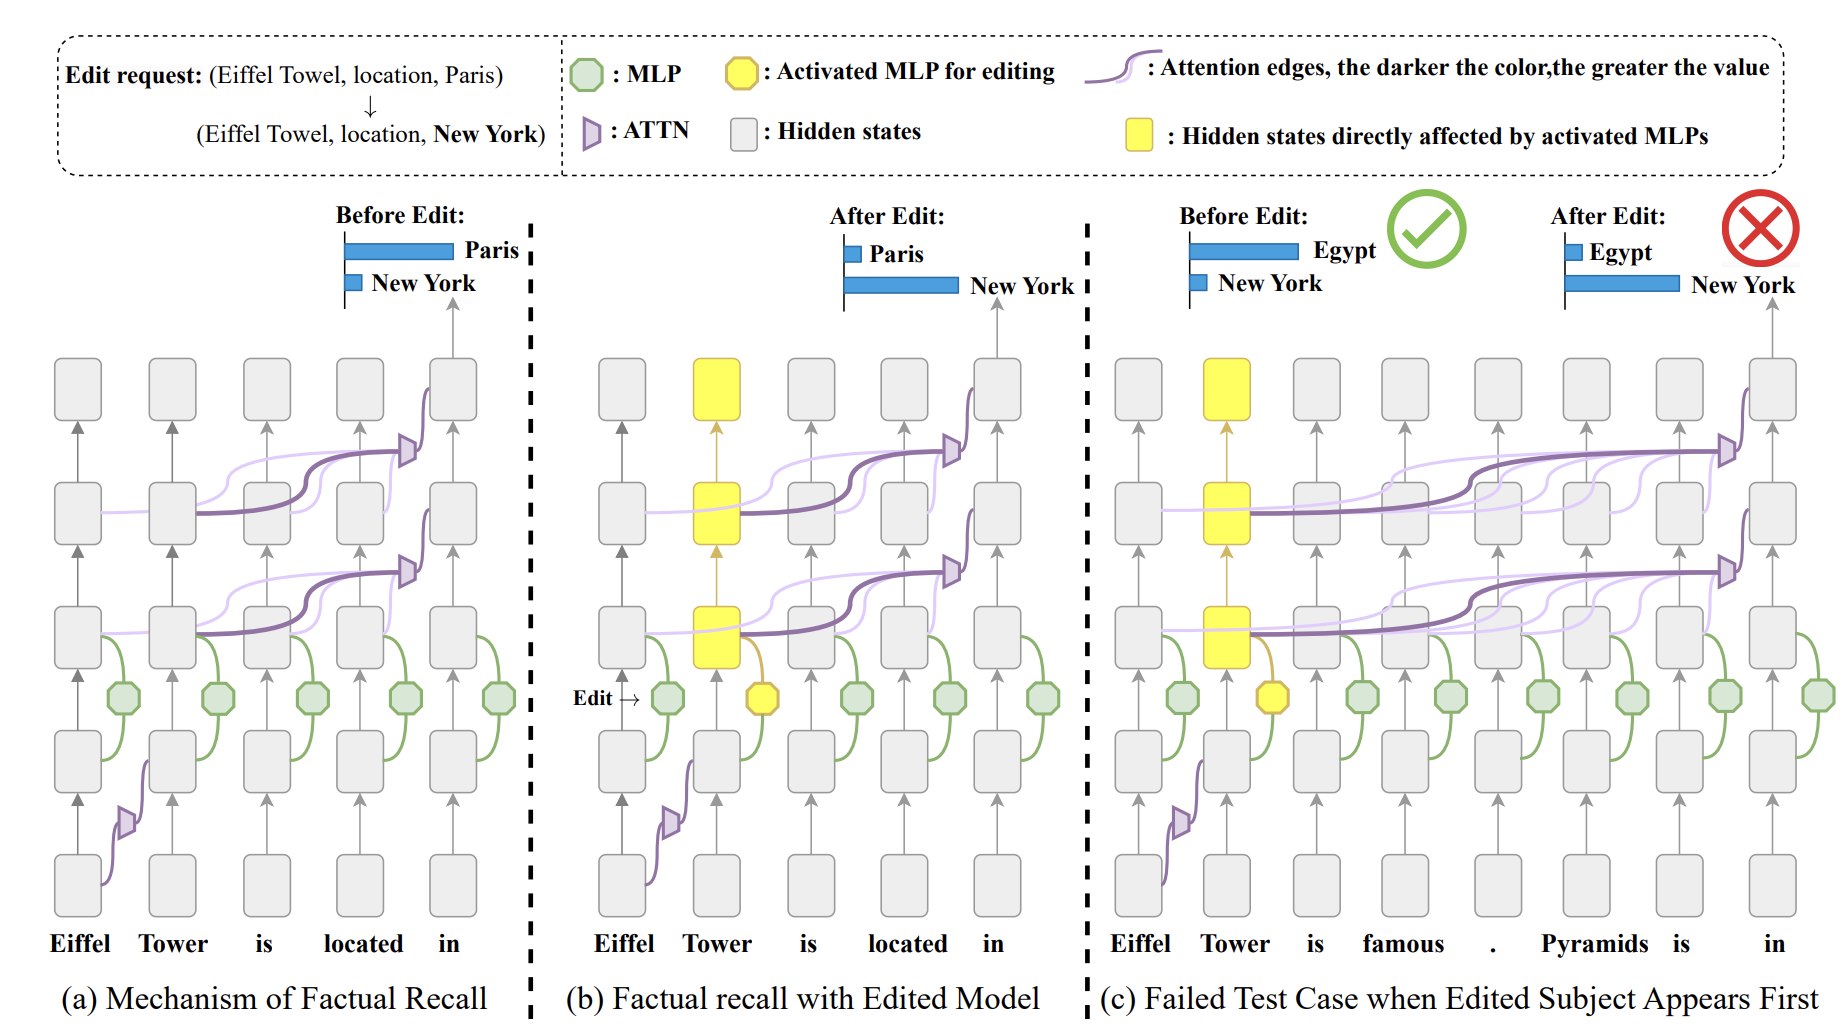 Edit request: (Eiffel Towel, location, Paris)
↓
(Eiffel Towel, location, New York)
: MLP
: Activated MLP for editing
: Attention edges, the darker the color,the greater the value
: ATTN
: Hidden states
: Hidden states directly affected by activated MLPs
Before Edit:
Paris
New York
After Edit:
Paris
New York
Before Edit:
Egypt
New York
After Edit:
Egypt
New York
Edit →
Eiffel Tower is located in
Eiffel Tower is located in
Eiffel Tower is famous . Pyramids is in
(a) Mechanism of Factual Recall
(b) Factual recall with Edited Model
(c) Failed Test Case when Edited Subject Appears First